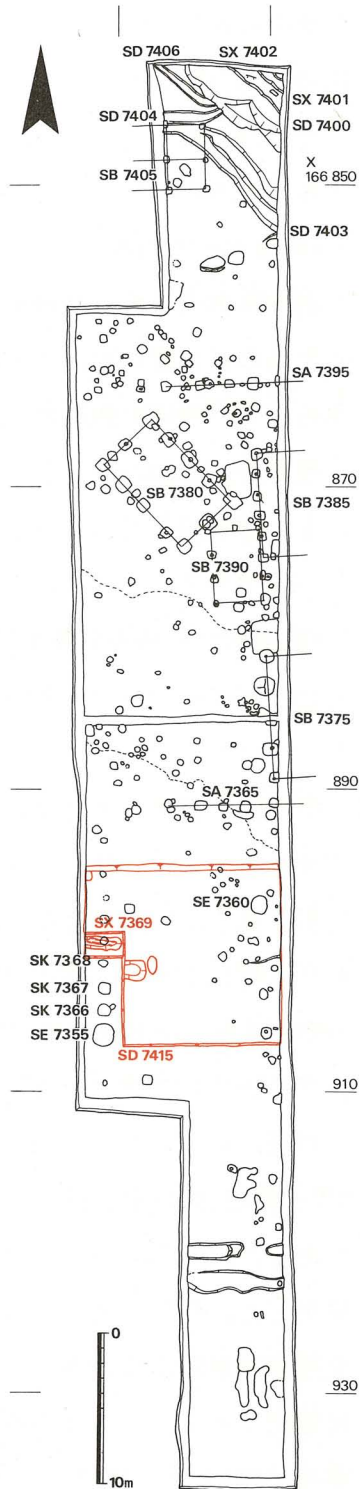 SD 7406
SX 7402
SX 7401
SD 7404
SD 7400
X
SB 7405
166 850
SD 7403
SA 7395
870
SB 7380
SB 7385
SB 7390
SB 7375
890
SA 7365
SE 7360
SX 7369
SK 7368
SK 7367
SK 7366
SE 7355
SD 7415
910
0
930
10m